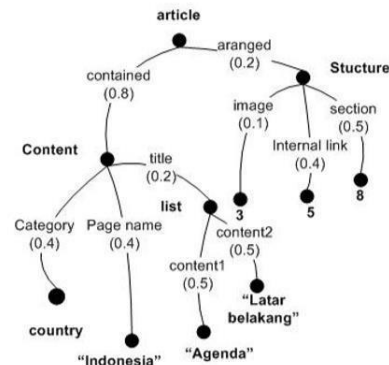 article
aranged
(0.2)
contained
(0.8)
Stucture
image
(0.1)
section
(0.5)
Internal link
(0.4)
Content
title
(0.2)
list
3
5
8
Category
(0.4)
Page name
(0.4)
content2
(0.5)
content1
(0.5)
country
"Indonesia"
"Agenda"
"Latar
belakang"